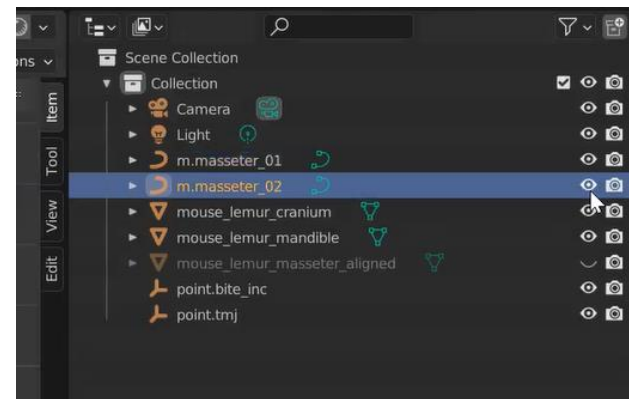 ons
Scene Collection
Collection
Item
Camera
Light
Tool
m.masseter_01
m.masseter_02
View
mouse_lemur_cranium
mouse_lemur_mandible
Edit
mouse_lemur_masseter_aligned
point.bite_inc
point.tmj